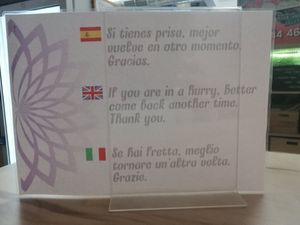 Si tienes prisa, mejor
vuelve en otro momento.
Gracias.
If you are in a hurry, better
come back another time.
Thank you.
Se hai fretta, meglio
tornare un'altra volta.
Grazie.